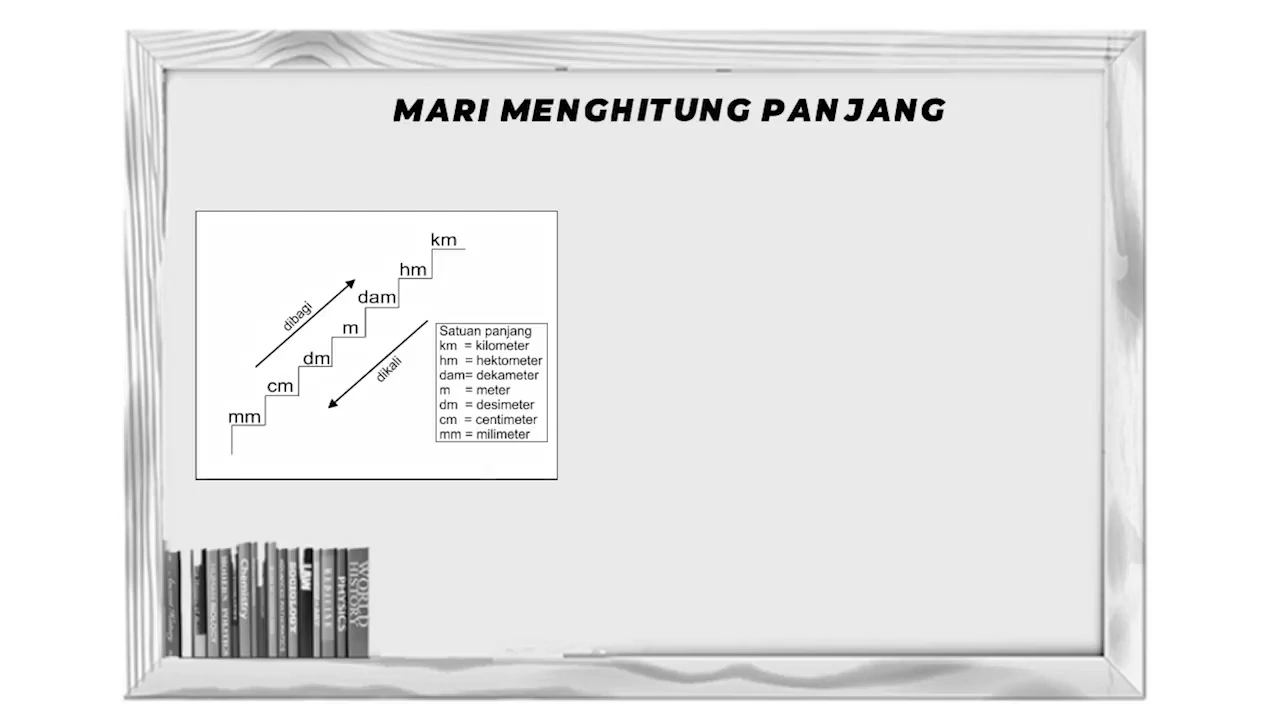 MARI MENGHITUNG PANJANG
km
hm
dam
m
dm
cm
mm
dibagi
dikali
Satuan panjang
km = kilometer
hm = hektometer
dam= dekameter
m = meter
dm = desimeter
cm = centimeter
mm = milimeter
Chemistry
SOCIOLOGY
LAW
PHYSICS
WORLD HISTORY